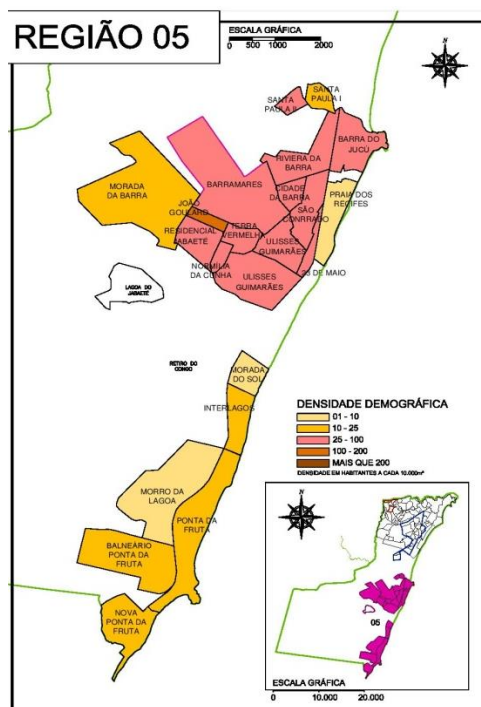 REGIÃO 05
ESCALA GRÁFICA
0 500 1000 2000
N
SANTA
PAULA I
SANTA
PAULA II
BARRA DO
JUCÚ
RIVIERA DA
BARRA
BARRAMARES
CIDADE
DA BARRA
PRAIA DOS
RECIFES
MORADA
DA BARRA
JOÃO
GOULARD
SÃO
CONRRADO
TERRA
VERMELHA
RESIDENCIAL
JABAETÉ
ULISSES
GUIMARÃES
NORMILIA
DA CUNHA
23 DE MAIO
ULISSES
GUIMARÃES
LAGOA DO
JABAETÉ
RETIRO DO
CONGO
MORADA
DO SOL
INTERLAGOS
MORRO DA
LAGOA
PONTA DA
FRUTA
BALNEÁRIO
PONTA DA
FRUTA
NOVA
PONTA DA
FRUTA
DENSIDADE DEMOGRÁFICA
01 - 10
10 - 25
25 - 100
100 - 200
MAIS QUE 200
DENSIDADE EM HABITANTES A CADA 10.000m²
N
05
ESCALA GRÁFICA
0 10.000 20.000